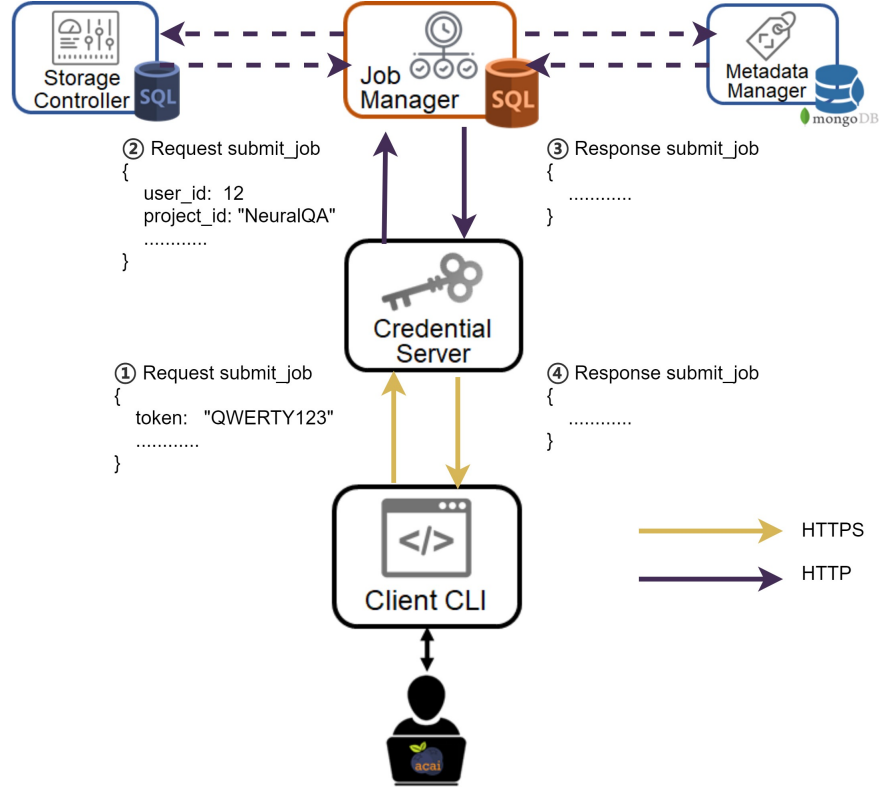 Storage
Controller
SQL
Job
Manager
SQL
Metadata
Manager
mongoDB
② Request submit_job
{
user_id: 12
project_id: "NeuralQA"
............
}
③ Response submit_job
{
............
}
Credential
Server
① Request submit_job
{
token: "QWERTY123"
............
}
④ Response submit_job
{
............
}
</>
Client CLI
HTTPS
HTTP
acai